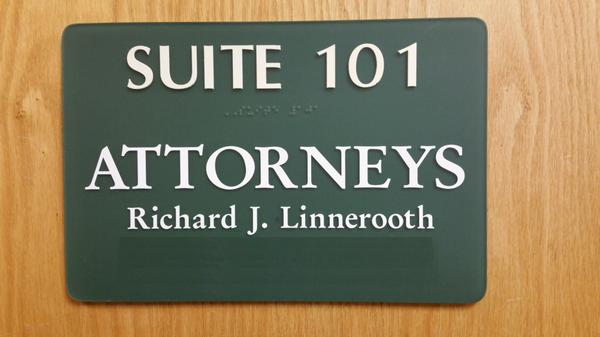 SUITE 101
ATTORNEYS
Richard J. Linnerooth